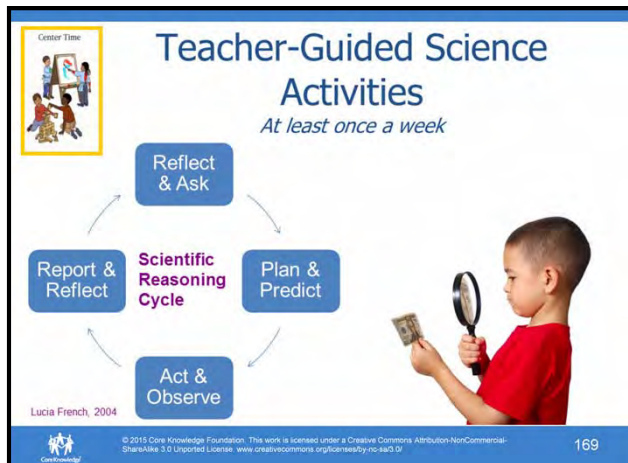 Center Time
Teacher-Guided Science
Activities
At least once a week
Reflect
& Ask
Scientific
Reasoning
Cycle
Plan &
Predict
Act &
Observe
Report &
Reflect
Lucia French, 2004
CoreKnowledge
© 2015 Core Knowledge Foundation. This work is licensed under a Creative Commons Attribution-NonCommercial-
ShareAlike 3.0 Unported License. www.creativecommons.org/licenses/by-nc-sa/3.0/
169